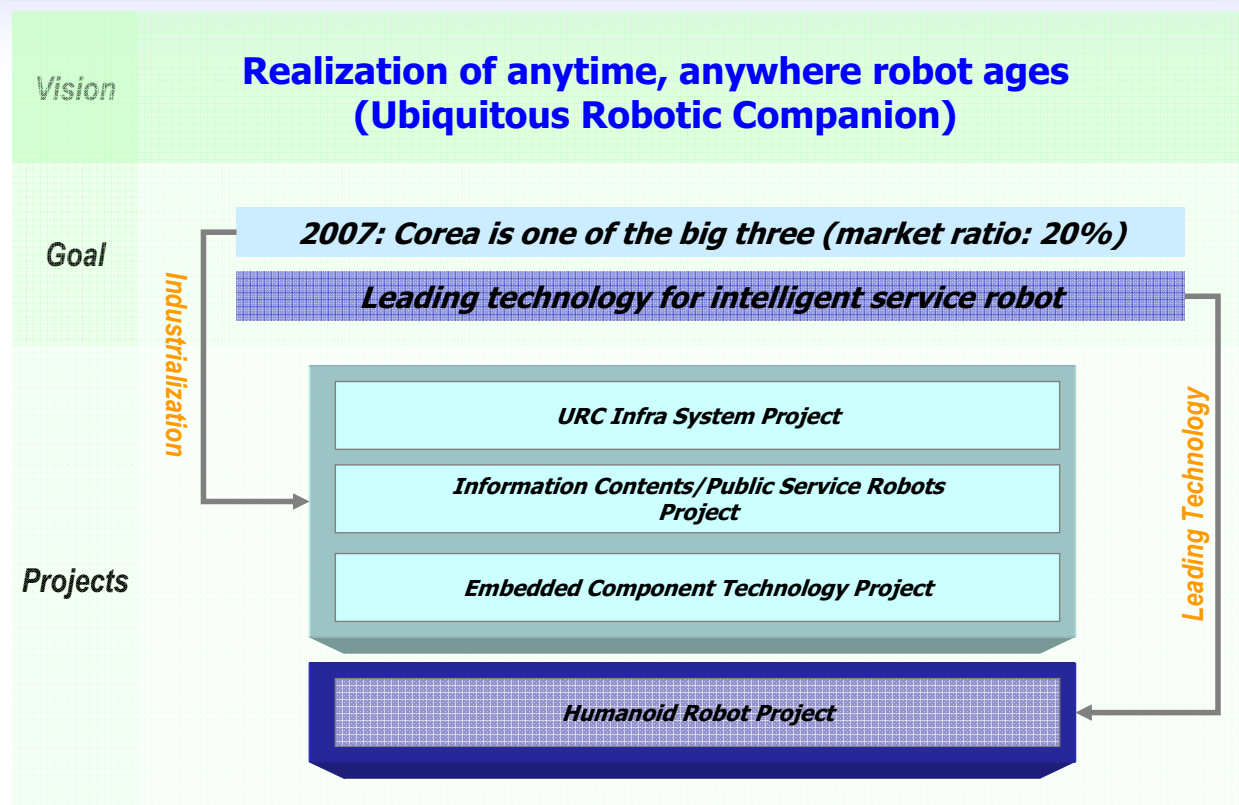 Vision
Realization of anytime, anywhere robot ages
(Ubiquitous Robotic Companion)
Goal
2007: Corea is one of the big three (market ratio: 20%)
Leading technology for intelligent service robot
Industrialization
Leading Technology
Projects
URC Infra System Project
Information Contents/Public Service Robots
Project
Embedded Component Technology Project
Humanoid Robot Project